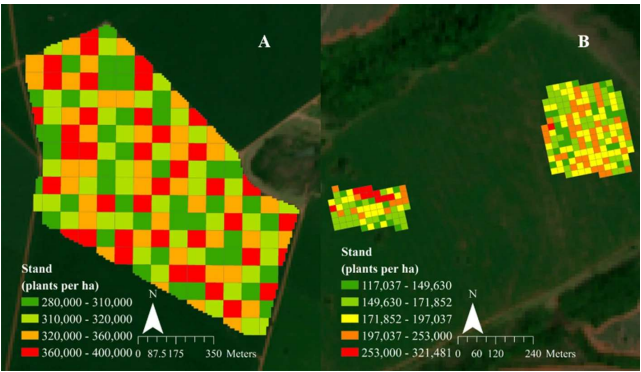 A
B
Stand
(plants per ha)
280,000 - 310,000
310,000 - 320,000
320,000 - 360,000
360,000 - 400,000
N
0 87.5175 350 Meters
Stand
(plants per ha)
117,037 - 149,630
149,630 - 171,852
171,852 - 197,037
197,037 - 253,000
253,000 - 321,481
N
0 60 120 240 Meters